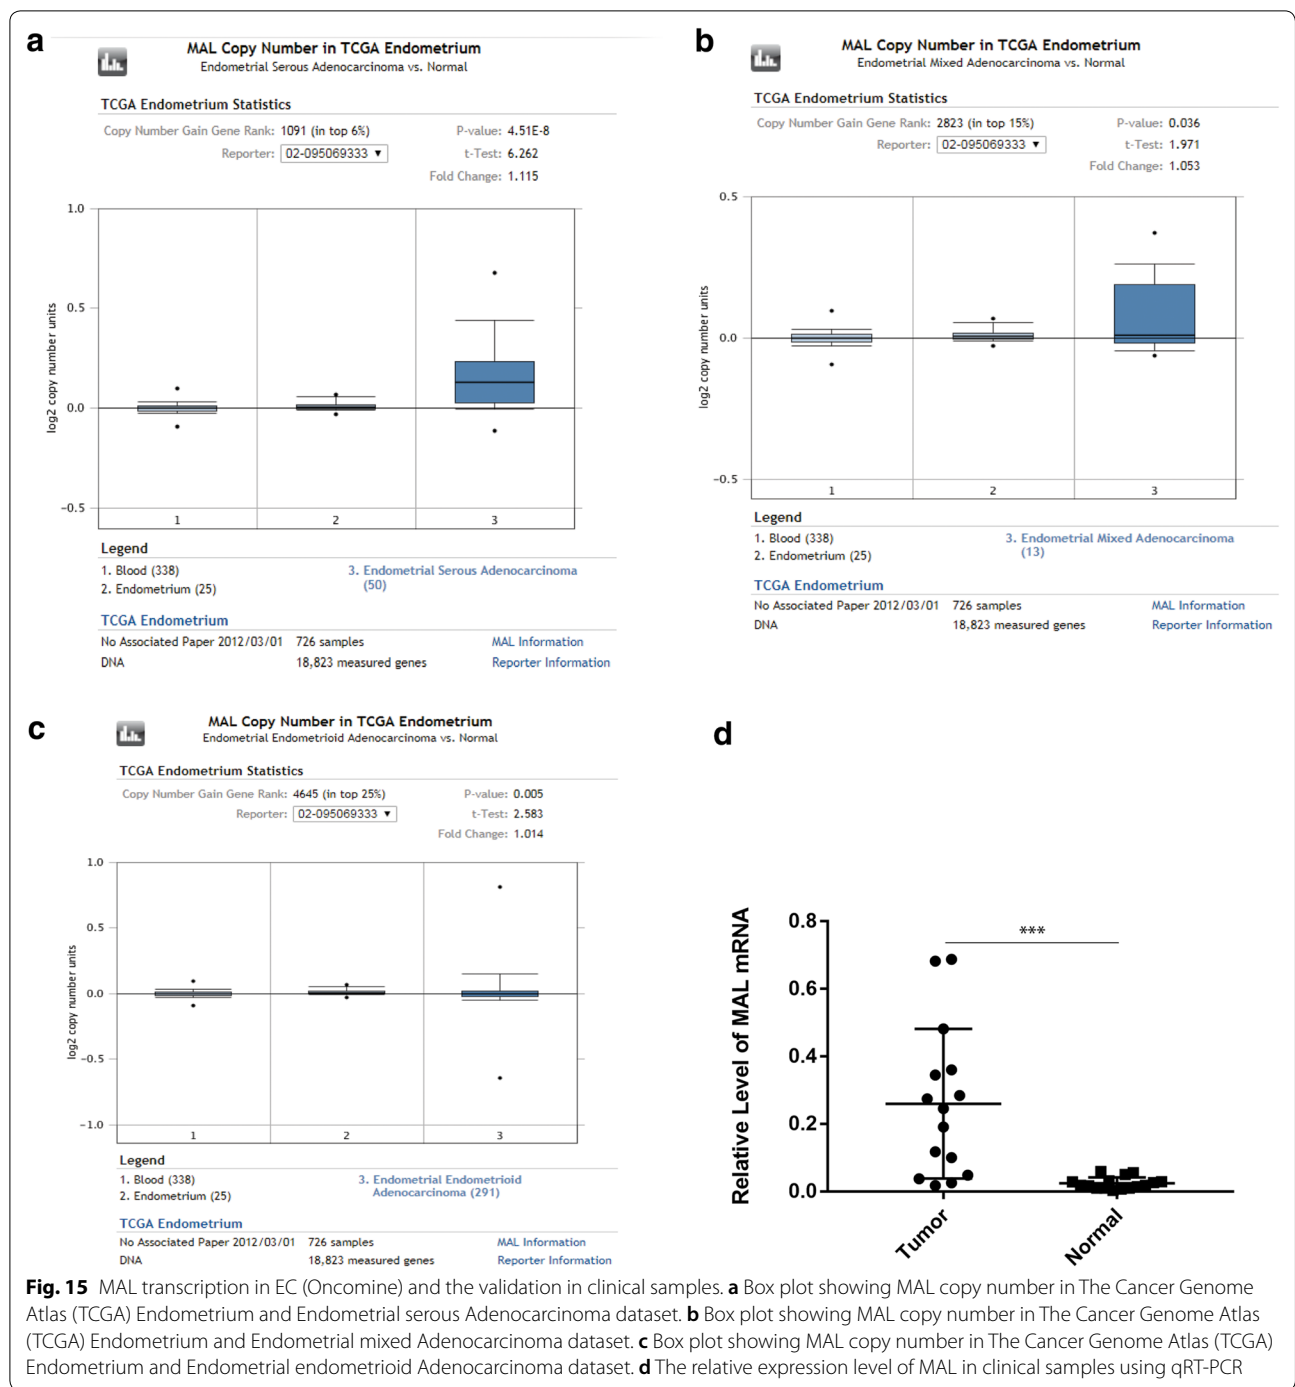 a
MAL Copy Number in TCGA Endometrium
Endometrial Serous Adenocarcinoma vs. Normal
TCGA Endometrium Statistics
Copy Number Gain Gene Rank: 1091 (in top 6%) P-value: 4.51E-8
Reporter: 02-095069333 ▼ t-Test: 6.262
Fold Change: 1.115
1.0
0.5
0.0
−0.5
log2 copy number units
1 2 3
Legend
1. Blood (338) 3. Endometrial Serous Adenocarcinoma
2. Endometrium (25) (50)
TCGA Endometrium
No Associated Paper 2012/03/01 726 samples MAL Information
DNA 18,823 measured genes Reporter Information
b
MAL Copy Number in TCGA Endometrium
Endometrial Mixed Adenocarcinoma vs. Normal
TCGA Endometrium Statistics
Copy Number Gain Gene Rank: 2823 (in top 15%) P-value: 0.036
Reporter: 02-095069333 ▼ t-Test: 1.971
Fold Change: 1.053
0.5
0.0
−0.5
log2 copy number units
1 2 3
Legend
1. Blood (338) 3. Endometrial Mixed Adenocarcinoma
2. Endometrium (25) (13)
TCGA Endometrium
No Associated Paper 2012/03/01 726 samples MAL Information
DNA 18,823 measured genes Reporter Information
c
MAL Copy Number in TCGA Endometrium
Endometrial Endometrioid Adenocarcinoma vs. Normal
TCGA Endometrium Statistics
Copy Number Gain Gene Rank: 4645 (in top 25%) P-value: 0.005
Reporter: 02-095069333 ▼ t-Test: 2.583
Fold Change: 1.014
1.0
0.5
0.0
−0.5
−1.0
log2 copy number units
1 2 3
Legend
1. Blood (338) 3. Endometrial Endometrioid
2. Endometrium (25) Adenocarcinoma (291)
TCGA Endometrium
No Associated Paper 2012/03/01 726 samples MAL Information
DNA 18,823 measured genes Reporter Information
d
Relative Level of MAL mRNA
0.8
0.6
0.4
0.2
0.0
***
Tumor Normal
Fig. 15 MAL transcription in EC (Oncomine) and the validation in clinical samples. a Box plot showing MAL copy number in The Cancer Genome
Atlas (TCGA) Endometrium and Endometrial serous Adenocarcinoma dataset. b Box plot showing MAL copy number in The Cancer Genome Atlas
(TCGA) Endometrium and Endometrial mixed Adenocarcinoma dataset. c Box plot showing MAL copy number in The Cancer Genome Atlas (TCGA)
Endometrium and Endometrial endometrioid Adenocarcinoma dataset. d The relative expression level of MAL in clinical samples using qRT-PCR